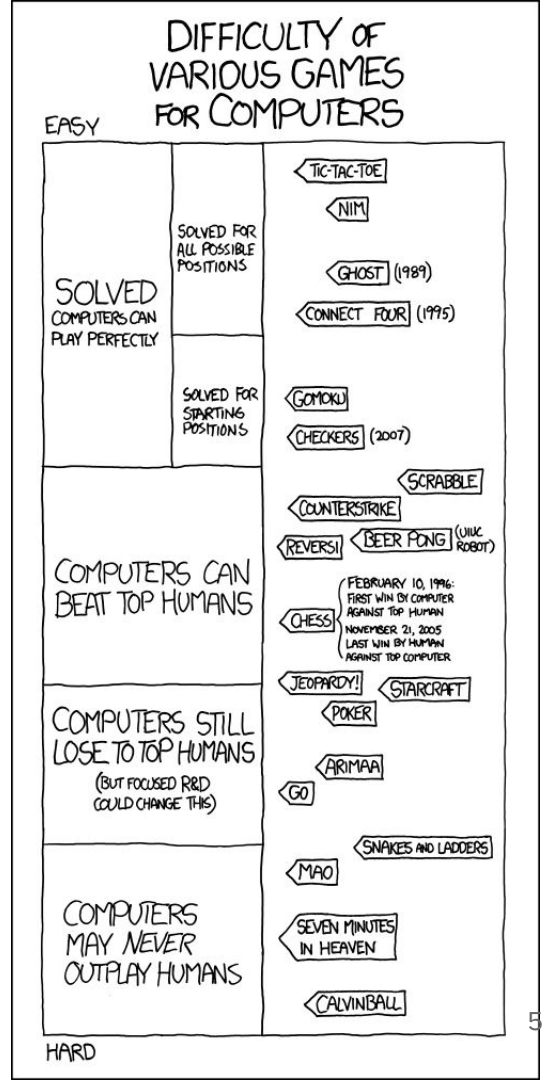 DIFFICULTY OF
VARIOUS GAMES
FOR COMPUTERS
EASY
SOLVED
COMPUTERS CAN
PLAY PERFECTLY
SOLVED FOR
ALL POSSIBLE
POSITIONS
TIC-TAC-TOE
NIM
GHOST (1989)
CONNECT FOUR (1995)
SOLVED FOR
STARTING
POSITIONS
GOMOKU
CHECKERS (2007)
COMPUTERS CAN
BEAT TOP HUMANS
SCRABBLE
COUNTERSTRIKE
REVERSI
BEER PONG (UIUC
ROBOT)
CHESS
FEBRUARY 10, 1996:
FIRST WIN BY COMPUTER
AGAINST TOP HUMAN
NOVEMBER 21, 2005
LAST WIN BY HUMAN
AGAINST TOP COMPUTER
JEOPARDY!
STARCRAFT
COMPUTERS STILL
LOSE TO TOP HUMANS
(BUT FOCUSED R&D
COULD CHANGE THIS)
POKER
ARIMAA
GO
COMPUTERS
MAY NEVER
OUTPLAY HUMANS
SNAKES AND LADDERS
MAO
SEVEN MINUTES
IN HEAVEN
CALVINBALL
HARD
5